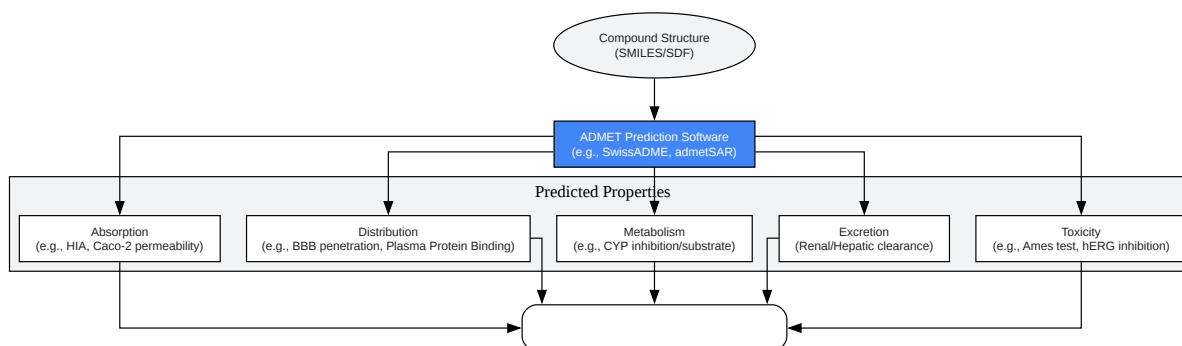 Compound Structure
(SMILES/SDF)
ADMET Prediction Software
(e.g., SwissADME, admetSAR)
Predicted Properties
Absorption
(e.g., HIA, Caco-2 permeability)
Distribution
(e.g., BBB penetration, Plasma Protein Binding)
Metabolism
(e.g., CYP inhibition/substrate)
Excretion
(Renal/Hepatic clearance)
Toxicity
(e.g., Ames test, hERG inhibition)